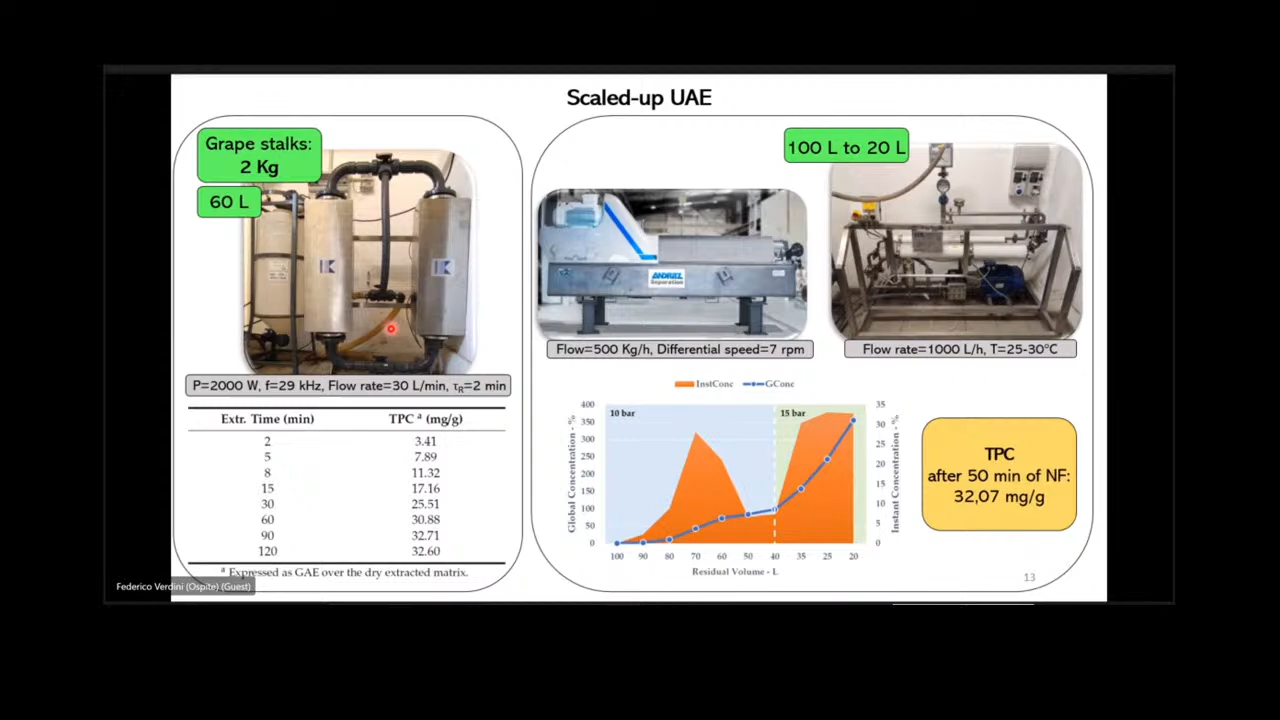 Scaled-up UAE
Grape stalks:
2 Kg
60 L
P=2000 W, f=29 kHz, Flow rate=30 L/min, τR=2 min
Extr. Time (min) TPC a (mg/g)
2 3.41
5 7.89
8 11.32
15 17.16
30 25.51
60 30.88
90 32.71
120 32.60
a Expressed as GAE over the dry extracted matrix.
100 L to 20 L
ANDRITZ
Separation
Flow=500 Kg/h, Differential speed=7 rpm
Flow rate=1000 L/h, T=25-30°C
InstConc GConc
10 bar
15 bar
Global Concentration - %
400
350
300
250
200
150
100
50
0
100 90 80 70 60 50 40 35 25 20
Residual Volume - L
35
30
25
20
15
10
5
0
Instant Concentration - %
TPC
after 50 min of NF:
32,07 mg/g
13
Federico Verdini (Ospite) (Guest)